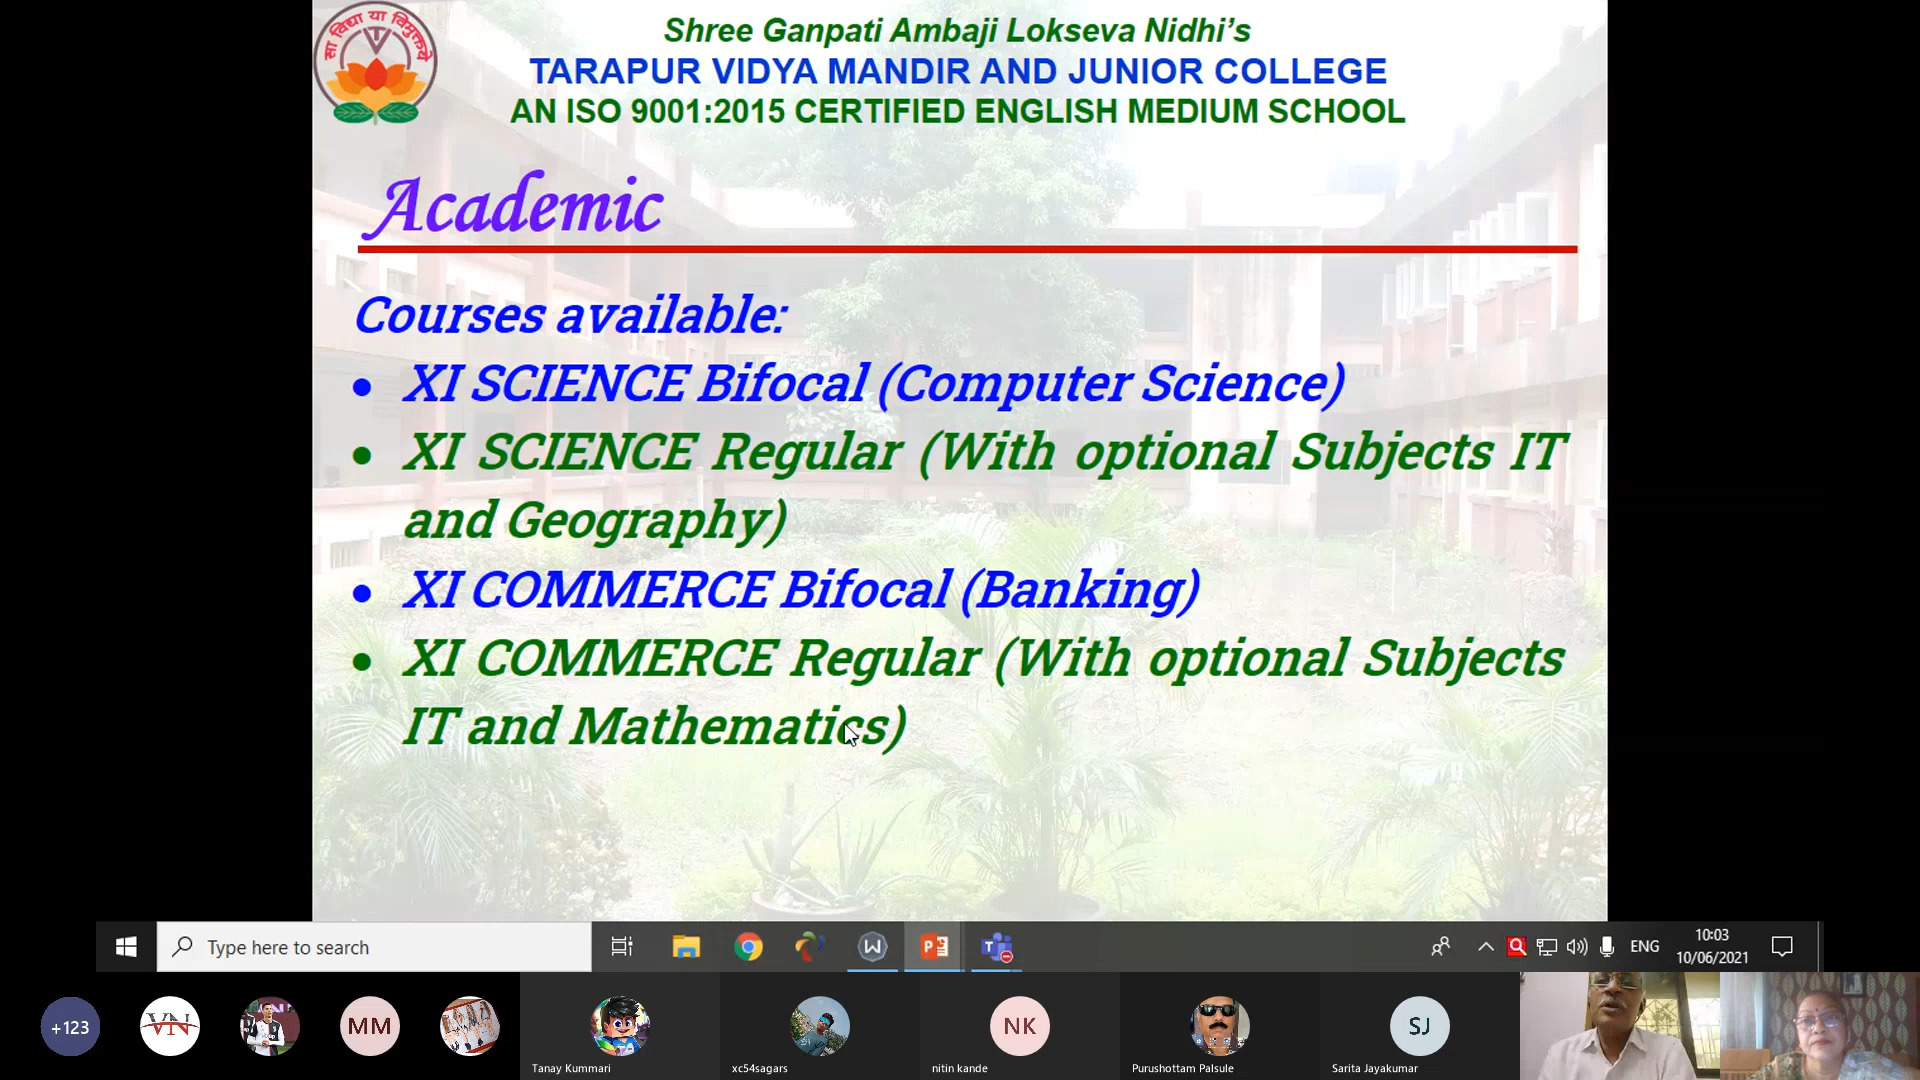 सा विद्या या विमुक्तये
Shree Ganpati Ambaji Lokseva Nidhi’s
TARAPUR VIDYA MANDIR AND JUNIOR COLLEGE
AN ISO 9001:2015 CERTIFIED ENGLISH MEDIUM SCHOOL
Academic
Courses available:
• XI SCIENCE Bifocal (Computer Science)
• XI SCIENCE Regular (With optional Subjects IT
and Geography)
• XI COMMERCE Bifocal (Banking)
• XI COMMERCE Regular (With optional Subjects
IT and Mathematics)
Type here to search
ENG
10:03
10/06/2021
+123
VN
MM
NK
SJ
Tanay Kummari
xc54sagars
nitin kande
Purushottam Palsule
Sarita Jayakumar